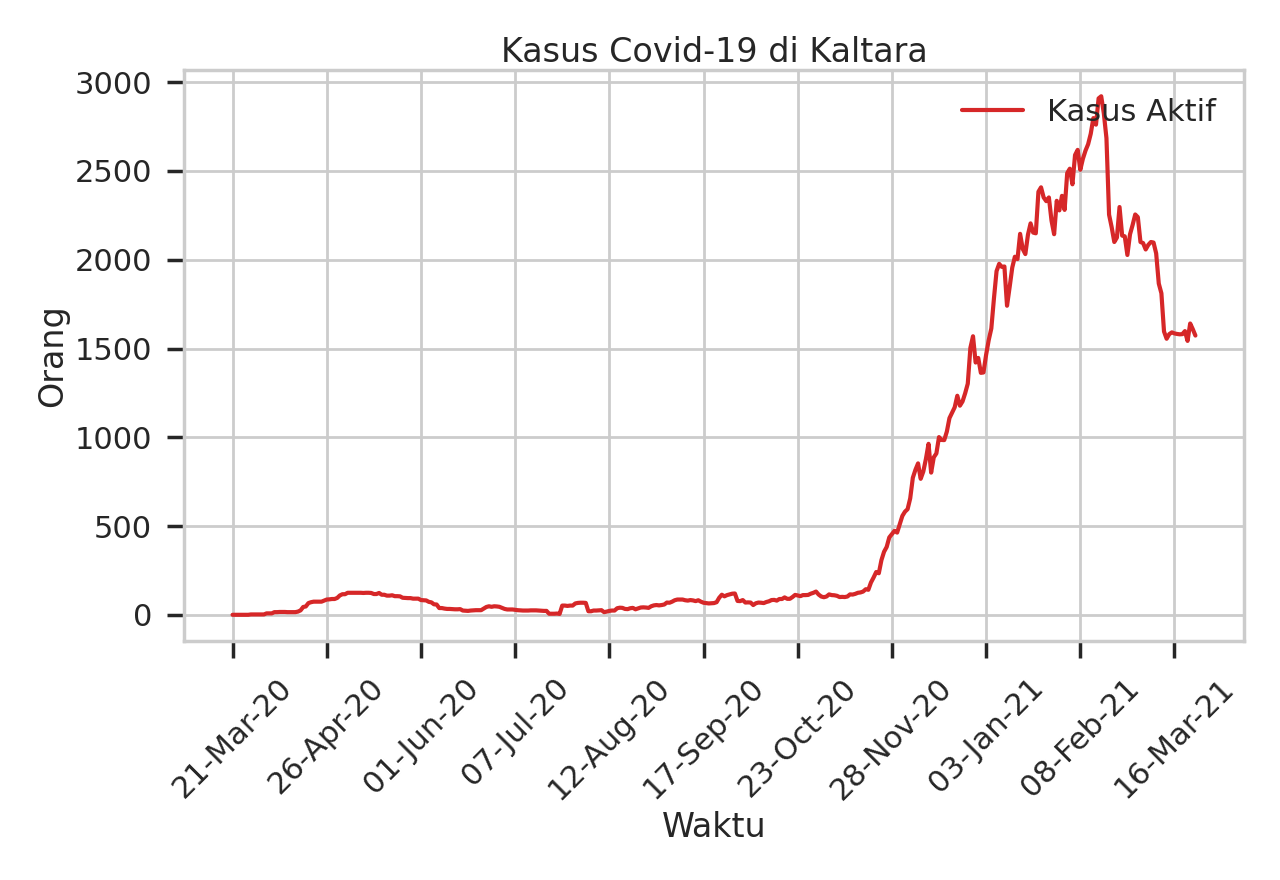 Kasus Covid-19 di Kaltara
Kasus Aktif
Orang
3000
2500
2000
1500
1000
500
0
21-Mar-20
26-Apr-20
01-Jun-20
07-Jul-20
12-Aug-20
17-Sep-20
23-Oct-20
28-Nov-20
03-Jan-21
08-Feb-21
16-Mar-21
Waktu